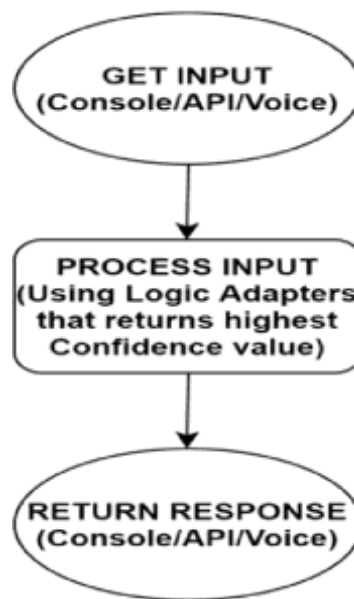 GET INPUT
(Console/API/Voice)
PROCESS INPUT
(Using Logic Adapters
that returns highest
Confidence value)
RETURN RESPONSE
(Console/API/Voice)